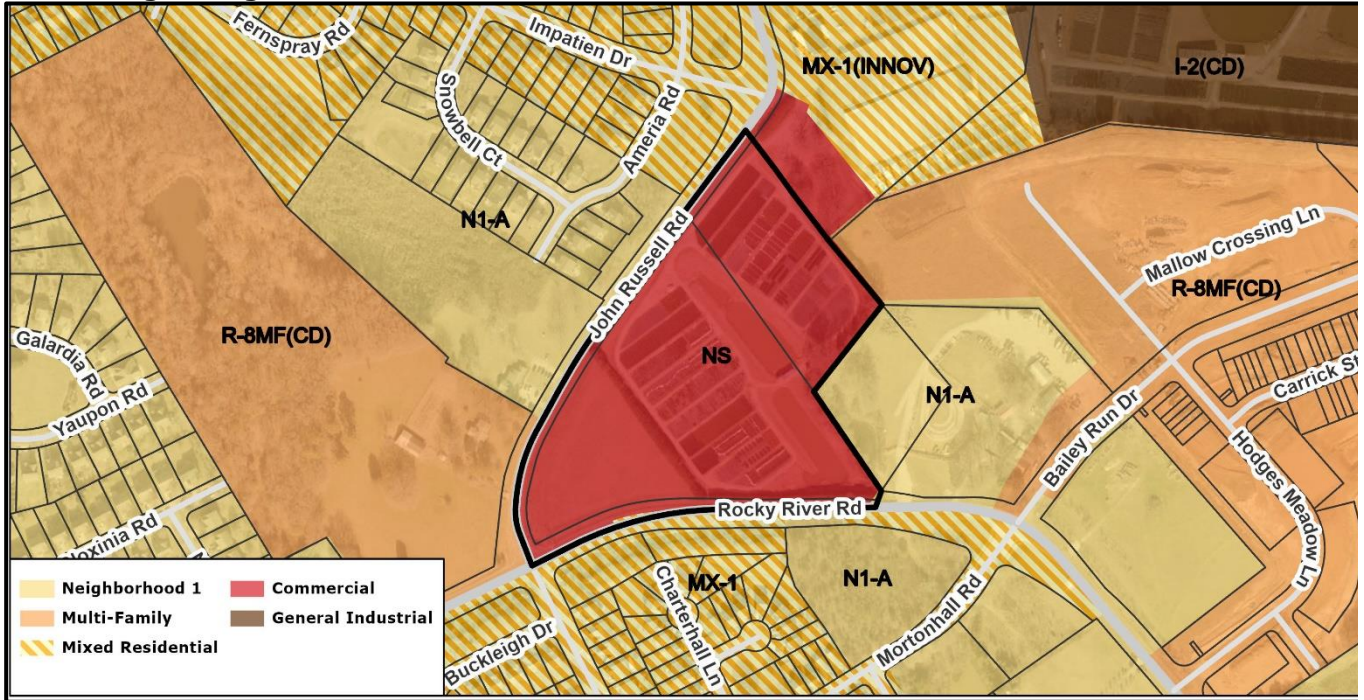 Fernspray Rd
Impatien Dr
MX-1(INNOV)
I-2(CD)
Snowbell Ct
Ameria Rd
N1-A
John Russell Rd
Mallow Crossing Ln
R-8MF(CD)
R-8MF(CD)
Galardia Rd
Yaupon Rd
NS
N1-A
Carrick St
Bailey Run Dr
Hodges Meadow Ln
Rocky River Rd
MX-1
N1-A
Charterhall Ln
Mortonhall Rd
Buckleigh Dr
Neighborhood 1
Commercial
Multi-Family
General Industrial
Mixed Residential